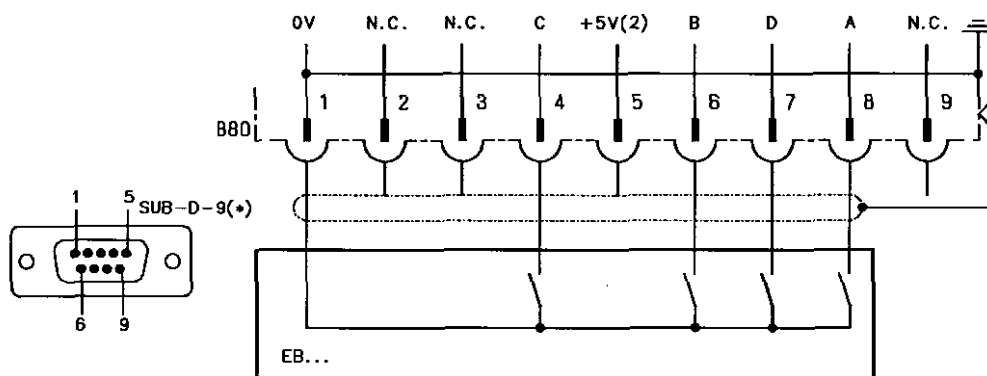 0V N.C. N.C. C +5V(2) B D A N.C.
1 2 3 4 5 6 7 8 9
B80
1 5 SUB-D-9(*)
6 9
EB...